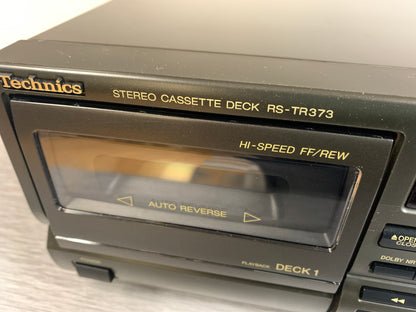 Technics
STEREO CASSETTE DECK RS-TR373
HI-SPEED FF/REW
AUTO REVERSE
PLAYBACK DECK 1
OPEN
CLOSE
DOLBY NR